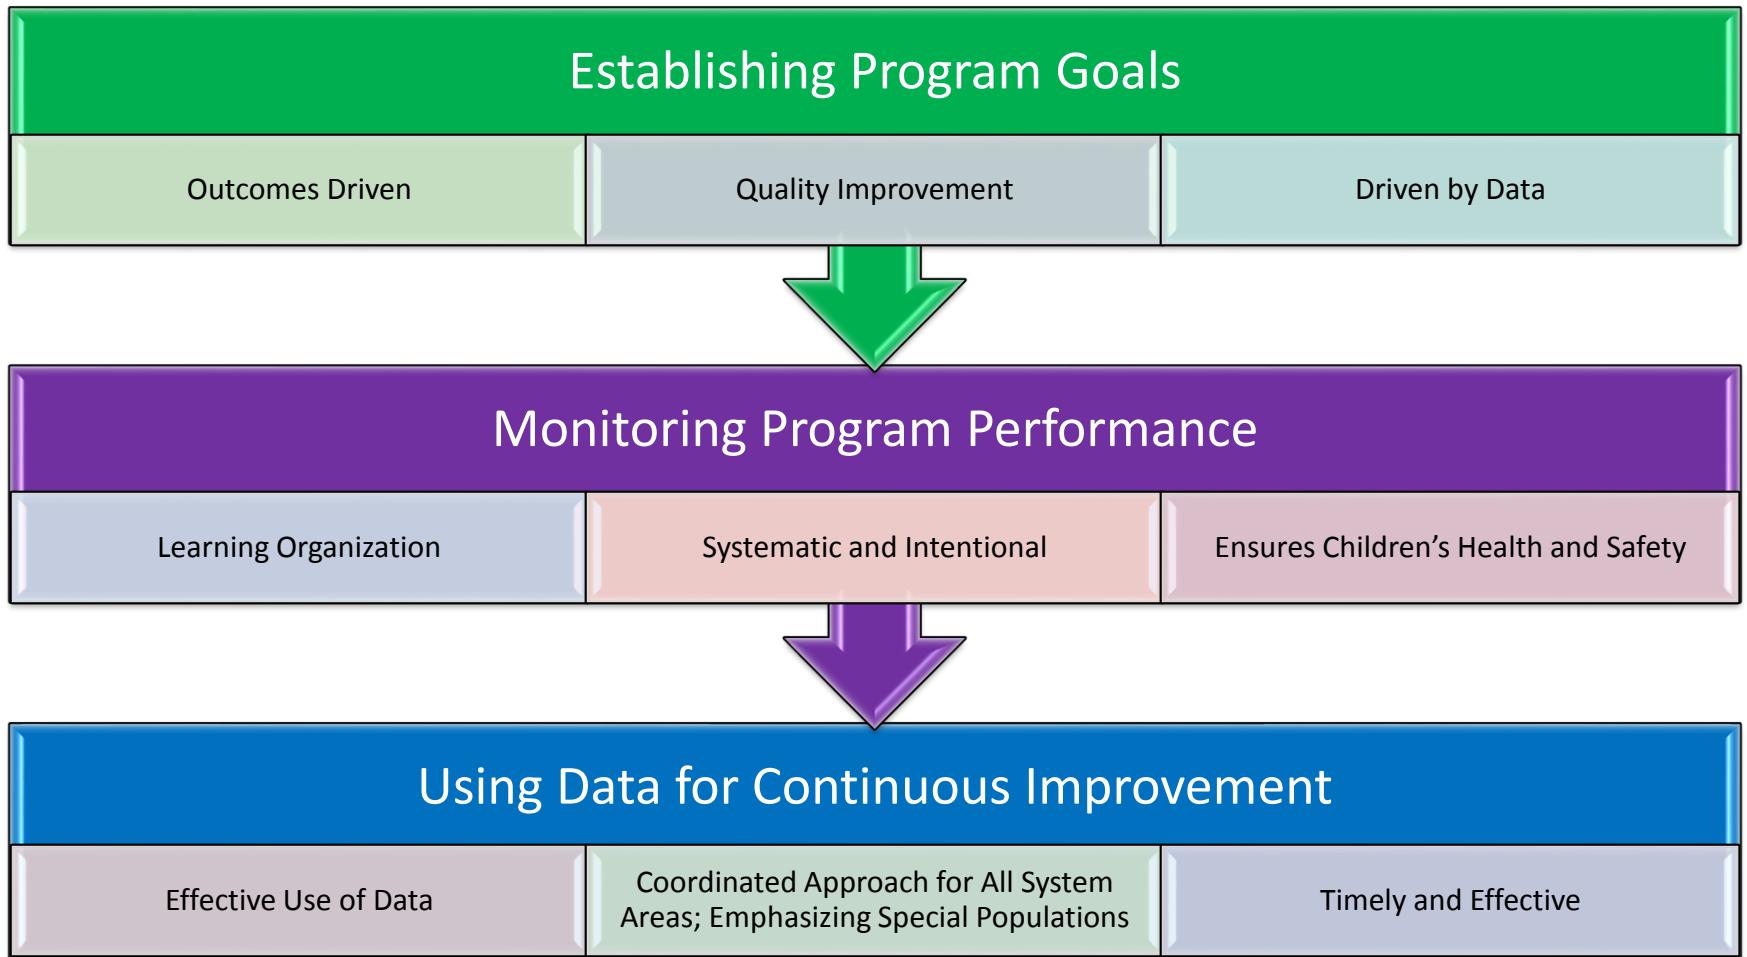 Establishing Program Goals
Outcomes Driven
Quality Improvement
Driven by Data
Monitoring Program Performance
Learning Organization
Systematic and Intentional
Ensures Children’s Health and Safety
Using Data for Continuous Improvement
Effective Use of Data
Coordinated Approach for All System
Areas; Emphasizing Special Populations
Timely and Effective